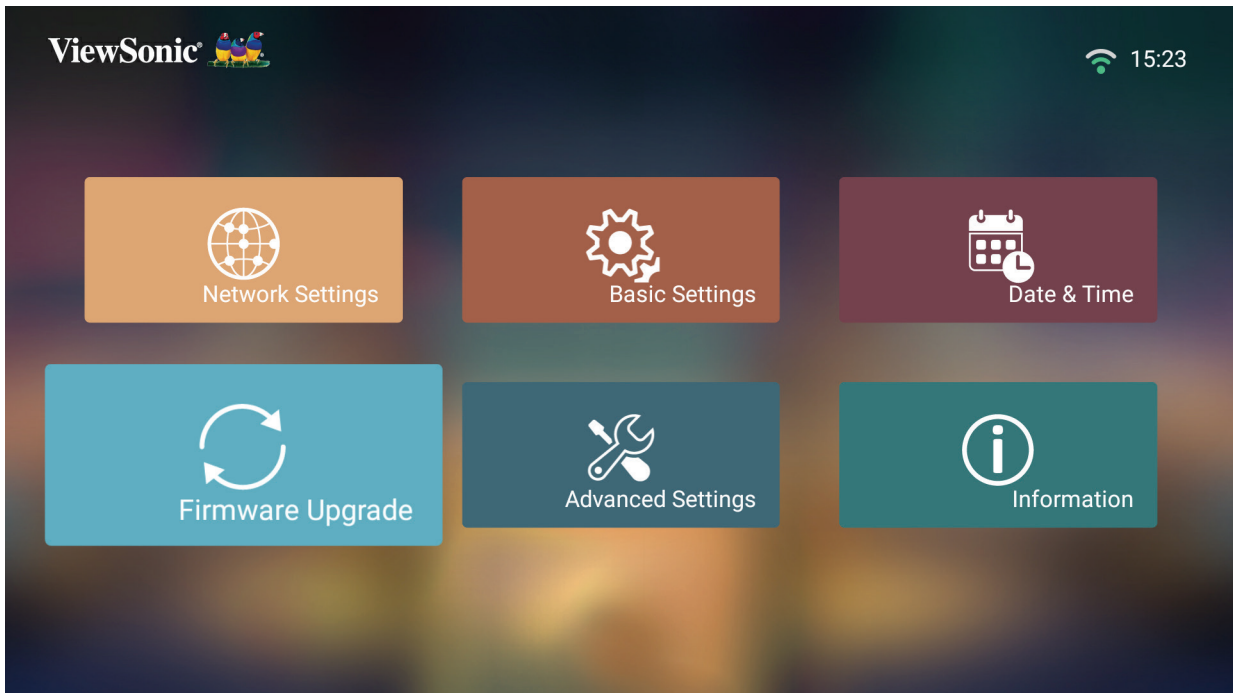 ViewSonic®
15:23
Network Settings
Basic Settings
Date & Time
Firmware Upgrade
Advanced Settings
Information